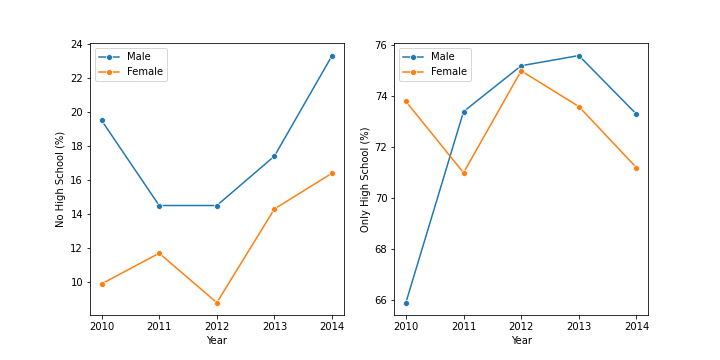 Male
Female
No High School (%)
24
22
20
18
16
14
12
10
2010 2011 2012 2013 2014
Year
Male
Female
Only High School (%)
76
74
72
70
68
66
2010 2011 2012 2013 2014
Year